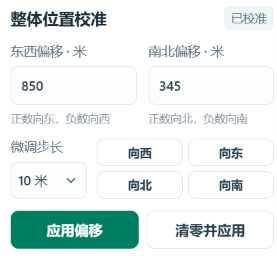 整体位置校准 已校准
东西偏移 · 米 南北偏移 · 米
850 345
正数向东，负数向西 正数向北，负数向南
微调步长 向西 向东
10 米 向北 向南
应用偏移 清零并应用